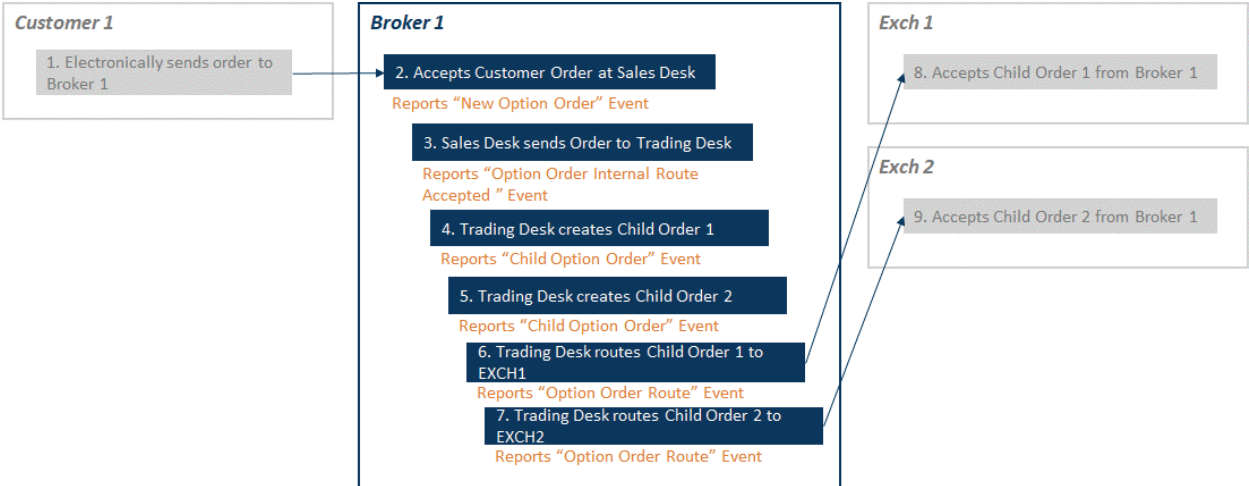 Customer 1
1. Electronically sends order to
Broker 1
Broker 1
2. Accepts Customer Order at Sales Desk
Reports “New Option Order” Event
3. Sales Desk sends Order to Trading Desk
Reports “Option Order Internal Route
Accepted ” Event
4. Trading Desk creates Child Order 1
Reports “Child Option Order” Event
5. Trading Desk creates Child Order 2
Reports “Child Option Order” Event
6. Trading Desk routes Child Order 1 to
EXCH1
Reports “Option Order Route” Event
7. Trading Desk routes Child Order 2 to
EXCH2
Reports “Option Order Route” Event
Exch 1
8. Accepts Child Order 1 from Broker 1
Exch 2
9. Accepts Child Order 2 from Broker 1